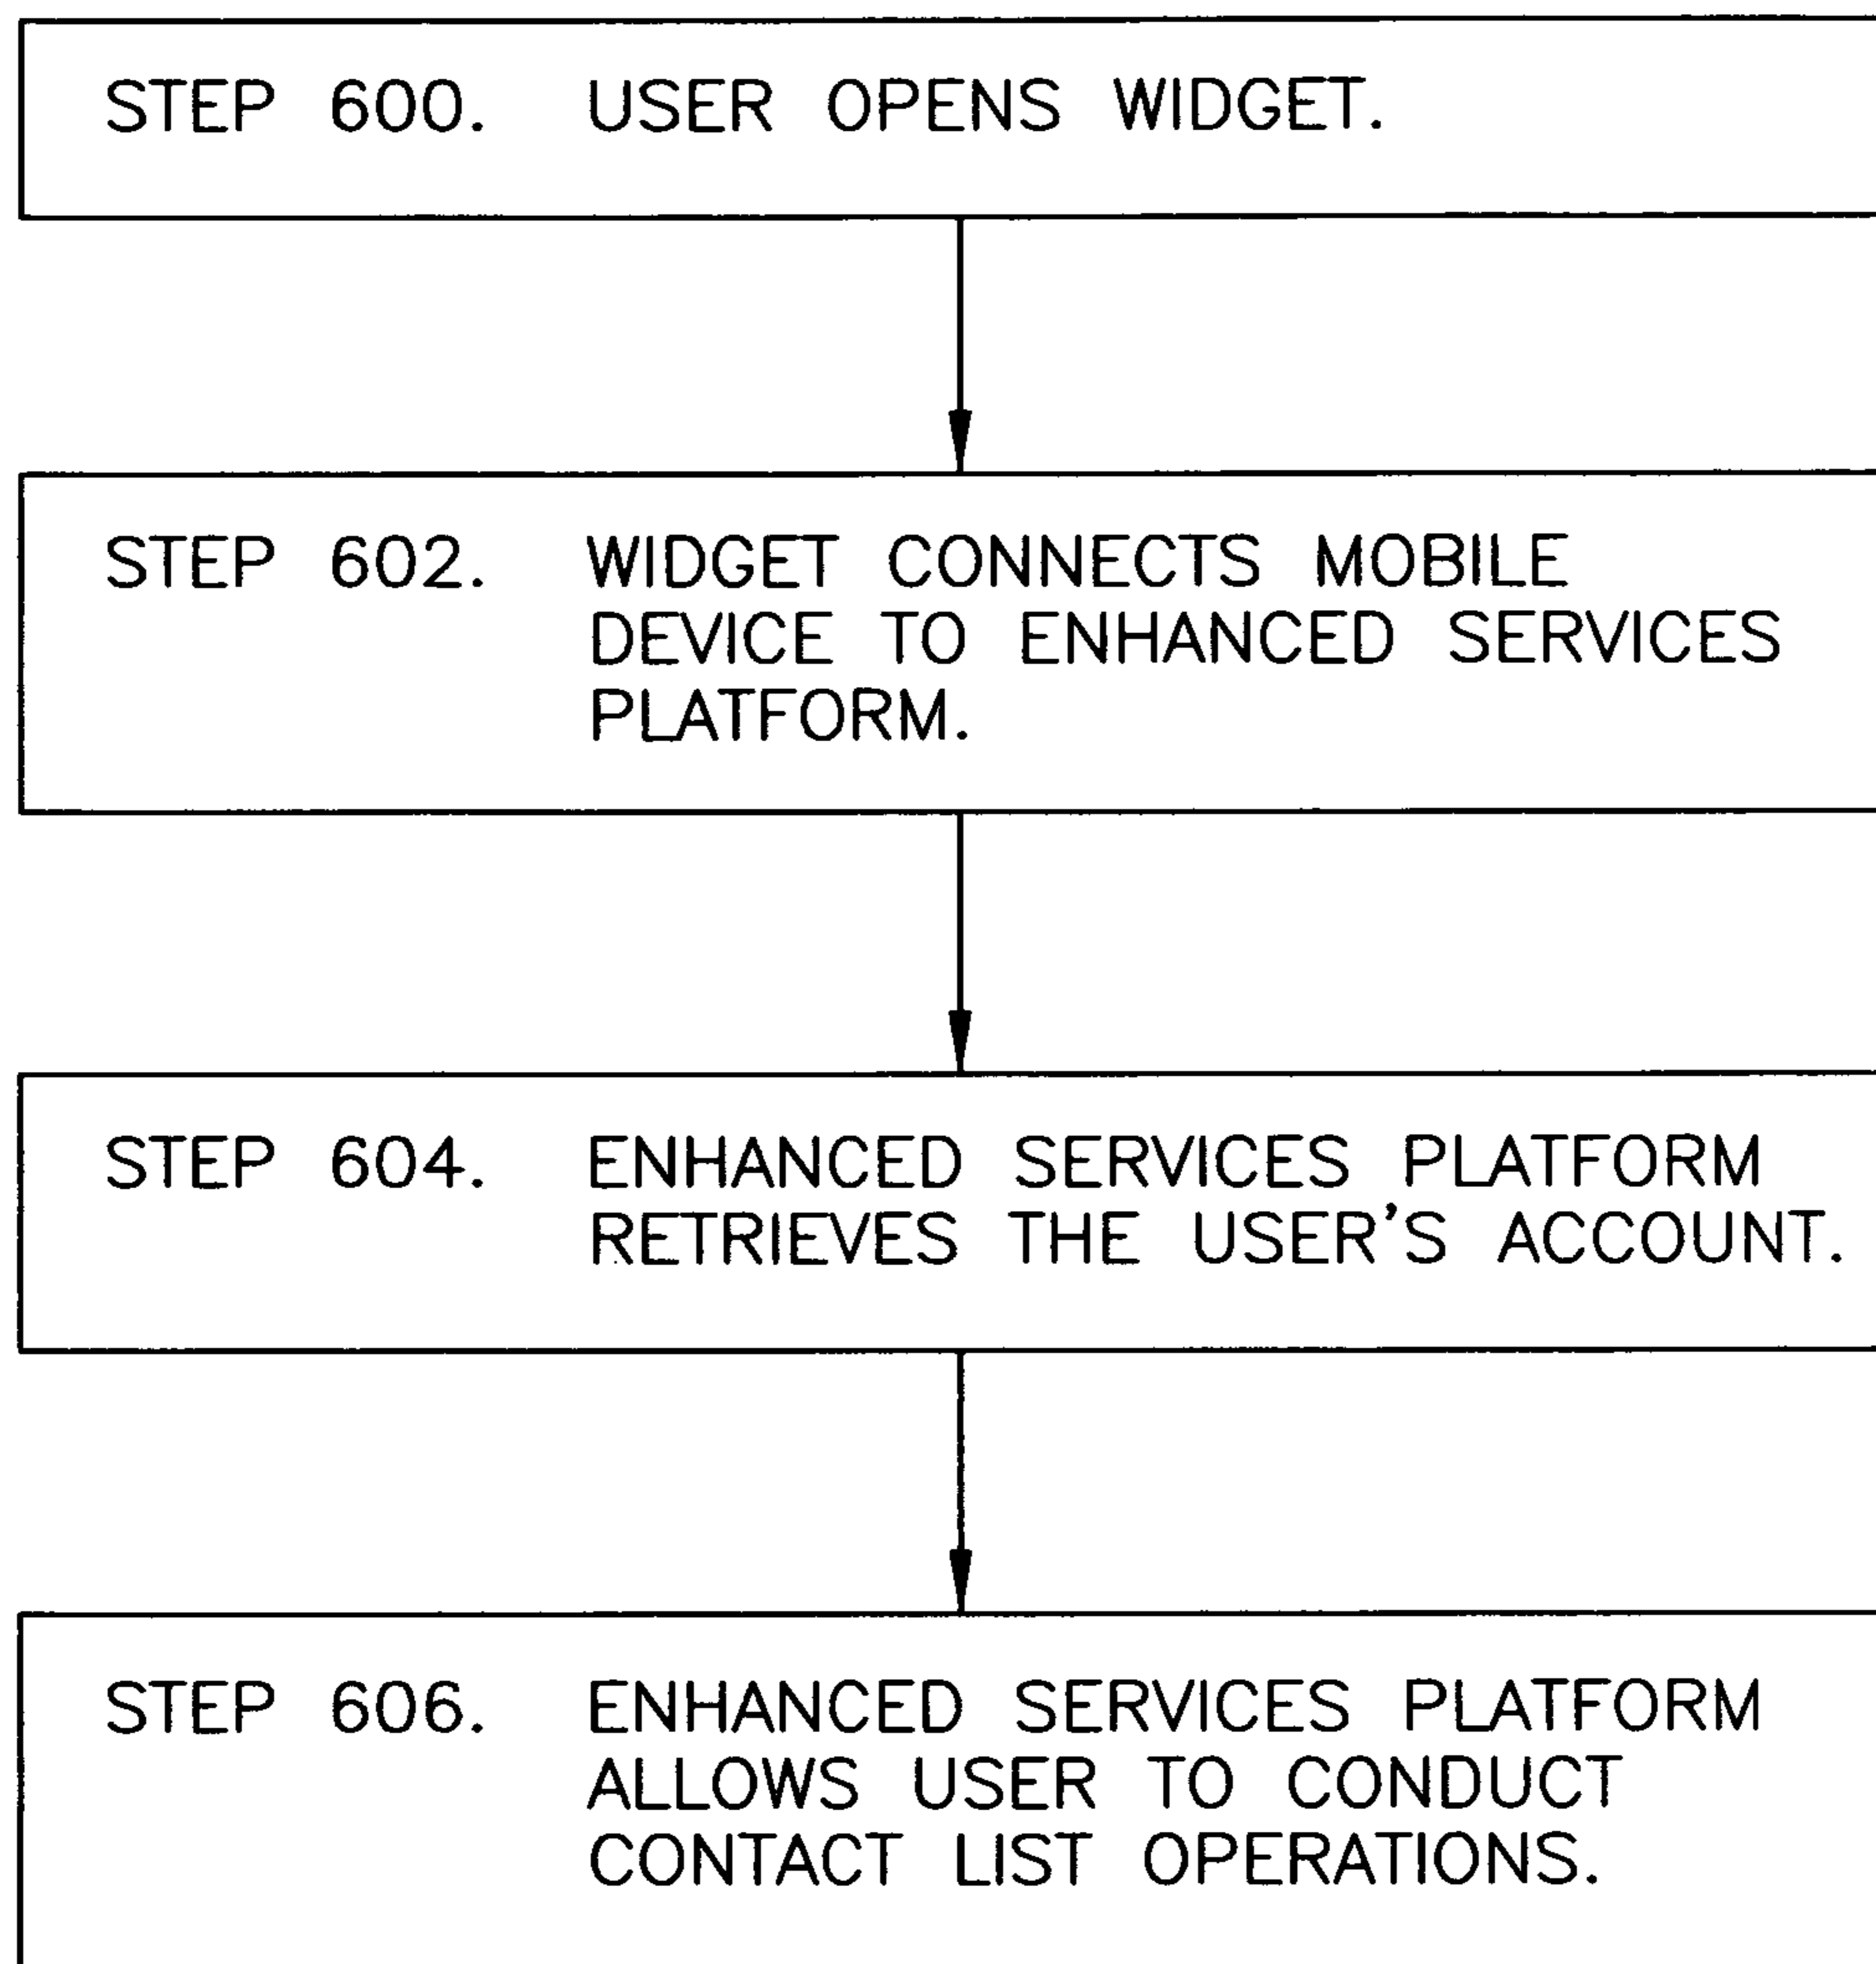 STEP 600. USER OPENS WIDGET.
STEP 602. WIDGET CONNECTS MOBILE
DEVICE TO ENHANCED SERVICES
PLATFORM.
STEP 604. ENHANCED SERVICES PLATFORM
RETRIEVES THE USER'S ACCOUNT.
STEP 606. ENHANCED SERVICES PLATFORM
ALLOWS USER TO CONDUCT
CONTACT LIST OPERATIONS.